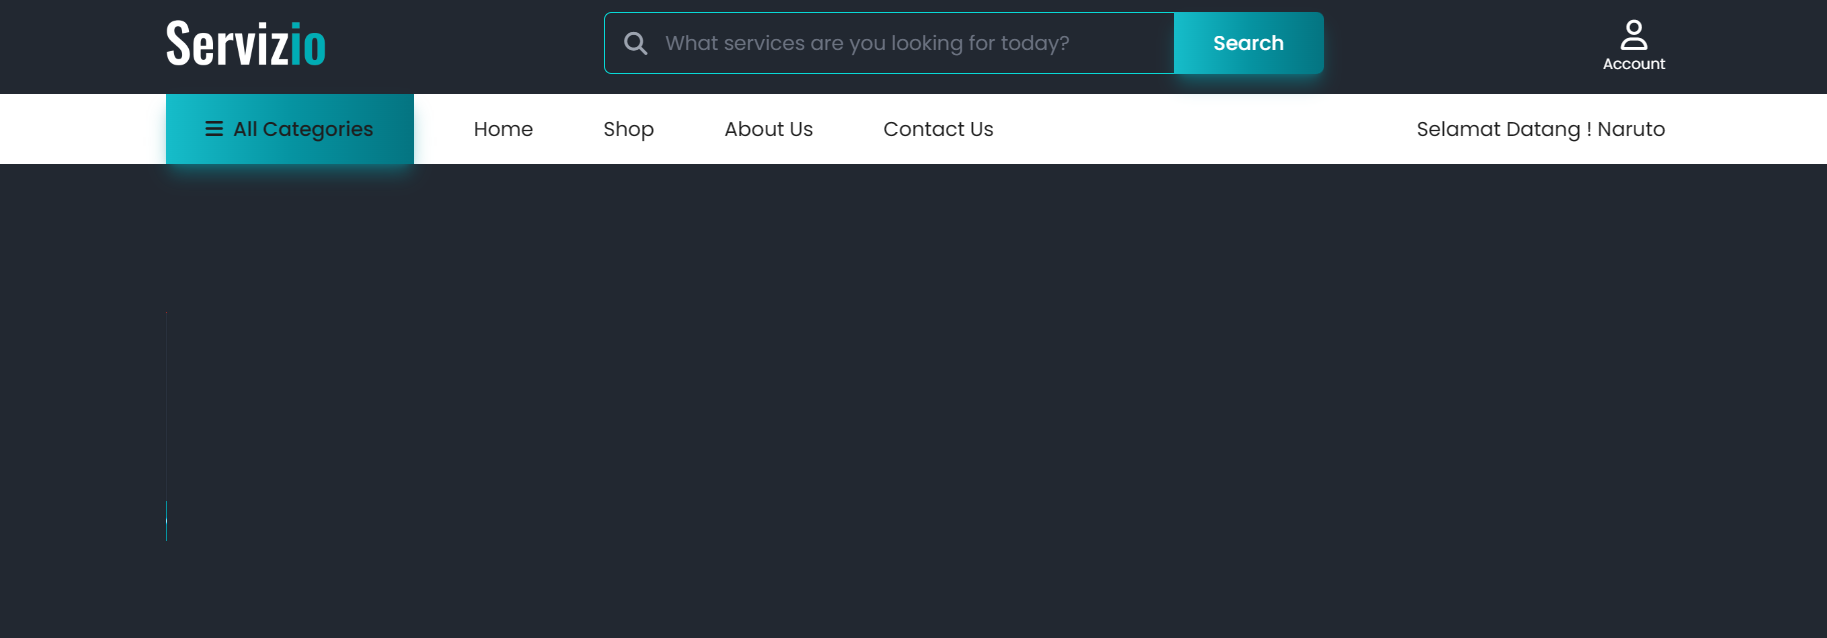 Servizio
What services are you looking for today?
Search
Account
All Categories
Home
Shop
About Us
Contact Us
Selamat Datang ! Naruto